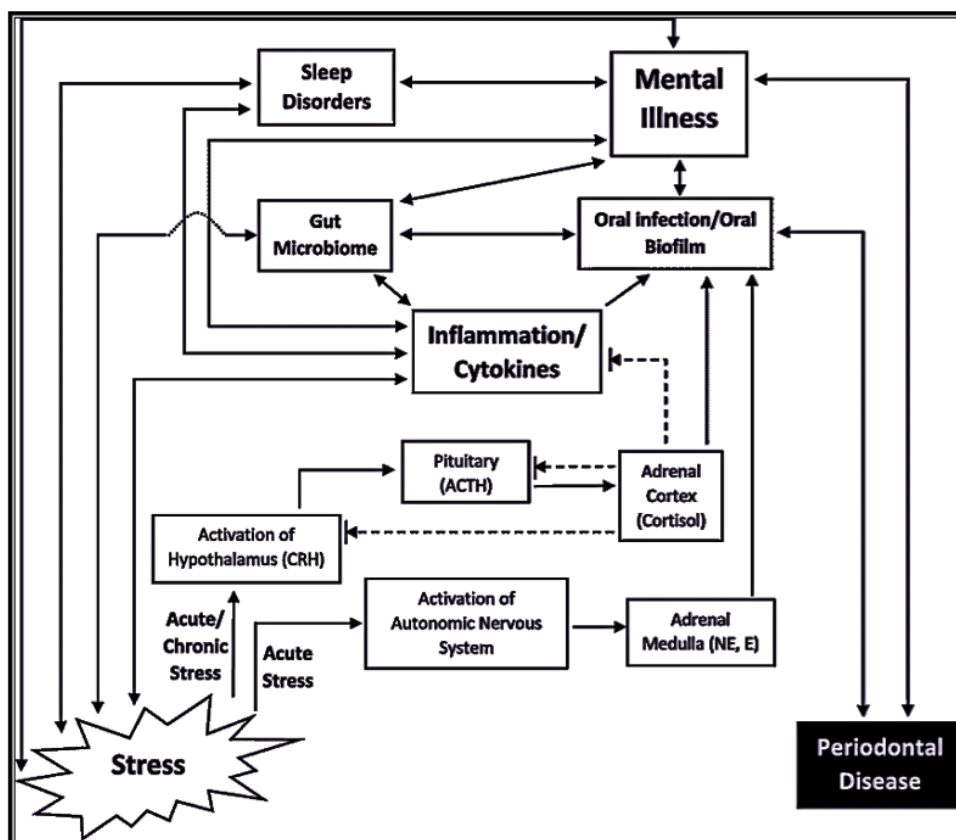 Sleep
Disorders
Mental
Illness
Gut
Microbiome
Oral infection/Oral
Biofilm
Inflammation/
Cytokines
Pituitary
(ACTH)
Adrenal
Cortex
(Cortisol)
Activation of
Hypothalamus (CRH)
Activation of
Autonomic Nervous
System
Adrenal
Medulla (NE, E)
Acute/
Chronic
Stress
Acute
Stress
Stress
Periodontal
Disease